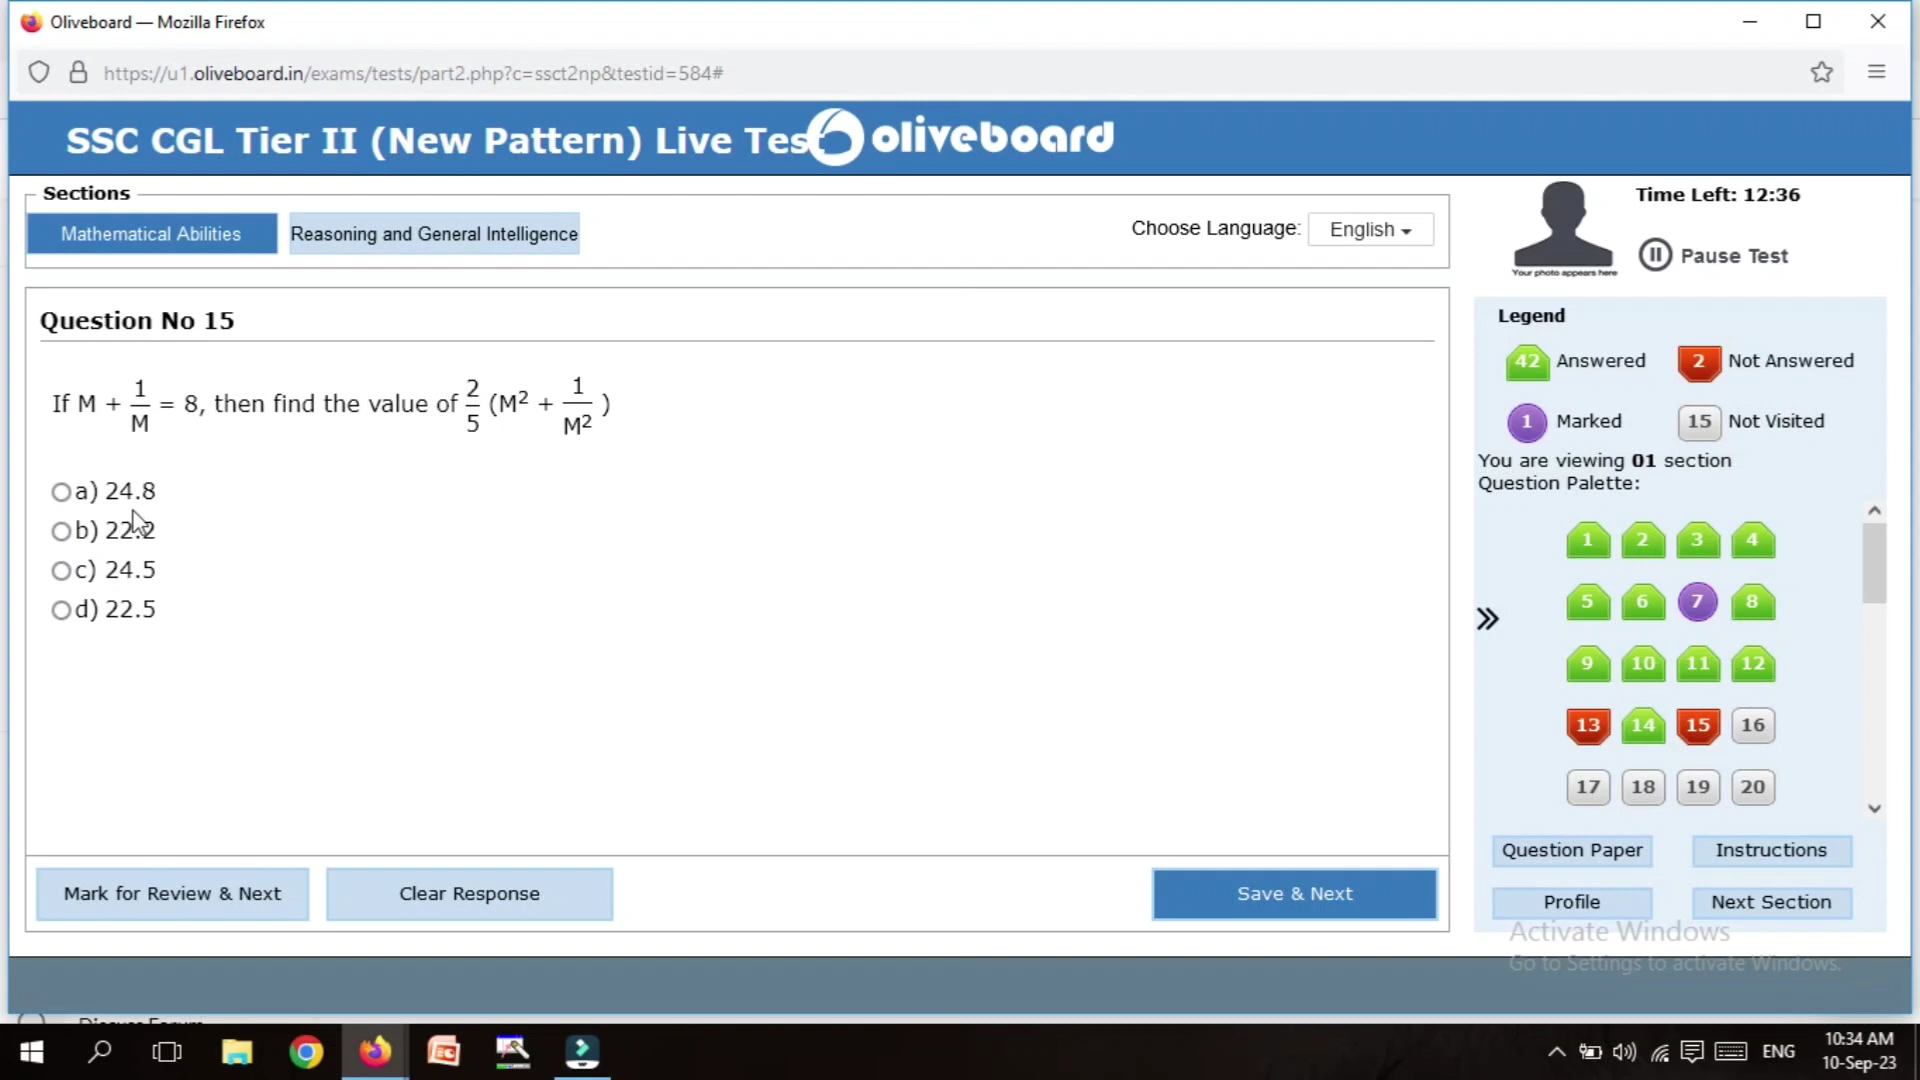 Oliveboard — Mozilla Firefox
https://u1.oliveboard.in/exams/tests/part2.php?c=ssct2np&testid=584#
SSC CGL Tier II (New Pattern) Live Tes
oliveboard
Sections
Mathematical Abilities
Reasoning and General Intelligence
Choose Language: English
Time Left: 12:36
Your photo appears here
Pause Test
Question No 15
If M + 1/M = 8, then find the value of 2/5 (M² + 1/M² )
a) 24.8
b) 22.2
c) 24.5
d) 22.5
Mark for Review & Next
Clear Response
Save & Next
Legend
42 Answered
2 Not Answered
1 Marked
15 Not Visited
You are viewing 01 section
Question Palette:
1 2 3 4
5 6 7 8
9 10 11 12
13 14 15 16
17 18 19 20
Question Paper
Instructions
Profile
Next Section
Activate Windows
Go to Settings to activate Windows.
ENG
10:34 AM
10-Sep-23